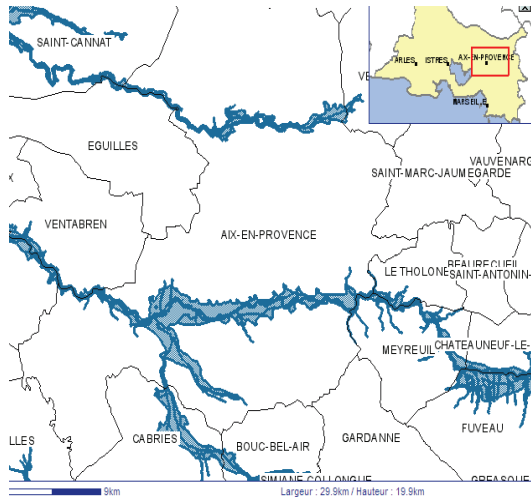 SAINT-CANNAT
VE
ARLES
ISTRES
AIX-EN-PROVENCE
MARSEILLE
EGUILLES
VAUVENARG
SAINT-MARC-JAUMEGARDE
X
VENTABREN
AIX-EN-PROVENCE
LE THOLONE
BEAURECUEIL
SAINT-ANTONIN-
MEYREUIL
CHATEAUNEUF-LE-
FUVEAU
LLES
CABRIES
BOUC-BEL-AIR
GARDANNE
SIMIANE-COLLONGUE
GREASQUE
9km
Largeur : 29.9km / Hauteur : 19.9km